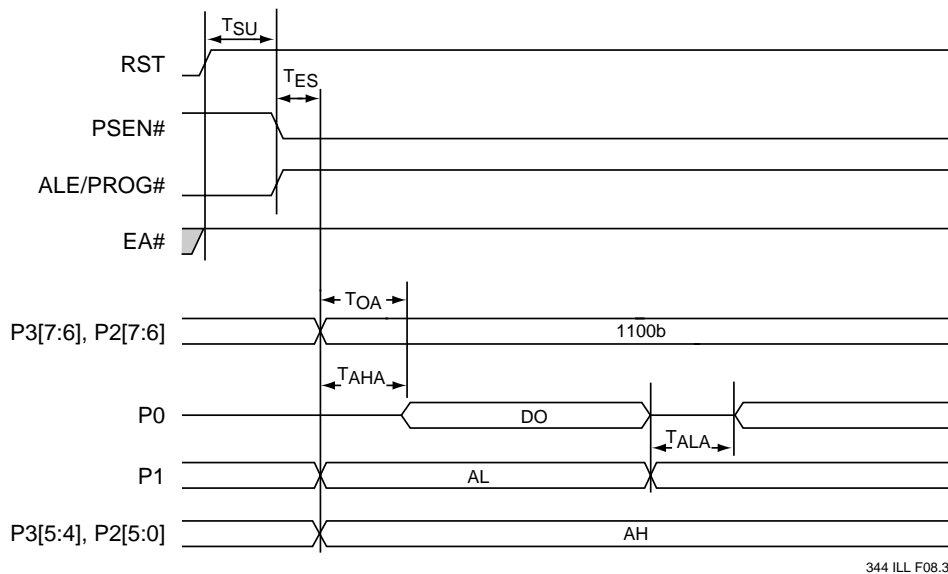 TSU
RST
TES
PSEN#
ALE/PROG#
EA#
TOA
P3[7:6], P2[7:6]
1100b
TAHA
P0
DO
TALA
P1
AL
P3[5:4], P2[5:0]
AH
344 ILL F08.3